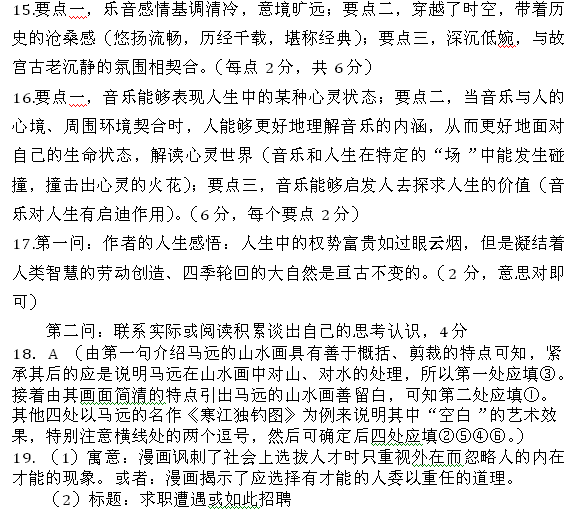 15.要点一，乐音感情基调清冷，意境旷远；要点二，穿越了时空，带着历
史的沧桑感（悠扬流畅，历经千载，堪称经典）；要点三，深沉低婉，与故
宫古老沉静的氛围相契合。（每点 2 分，共 6 分）
16.要点一，音乐能够表现人生中的某种心灵状态；要点二，当音乐与人的
心境、周围环境契合时，人能够更好地理解音乐的内涵，从而更好地面对
自己的生命状态，解读心灵世界（音乐和人生在特定的“场”中能发生碰
撞，撞击出心灵的火花）；要点三，音乐能够启发人去探求人生的价值（音
乐对人生有启迪作用）。（6 分，每个要点 2 分）
17.第一问：作者的人生感悟：人生中的权势富贵如过眼云烟，但是凝结着
人类智慧的劳动创造、四季轮回的大自然是亘古不变的。（2 分，意思对即
可）
第二问：联系实际或阅读积累谈出自己的思考认识，4 分
18. A （由第一句介绍马远的山水画具有善于概括、剪裁的特点可知，紧
承其后的应是说明马远在山水画中对山、对水的处理，所以第一处应填③。
接着由其画面简清的特点引出马远的山水画善留白，可知第二处应填①。
其他四处以马远的名作《寒江独钓图》为例来说明其中“空白”的艺术效
果，特别注意横线处的两个逗号，然后可确定后四处应填②⑤④⑥。）
19. （1）寓意：漫画讽刺了社会上选拔人才时只重视外在而忽略人的内在
才能的现象。或者：漫画揭示了应选择有才能的人委以重任的道理。
（2）标题：求职遭遇或如此招聘